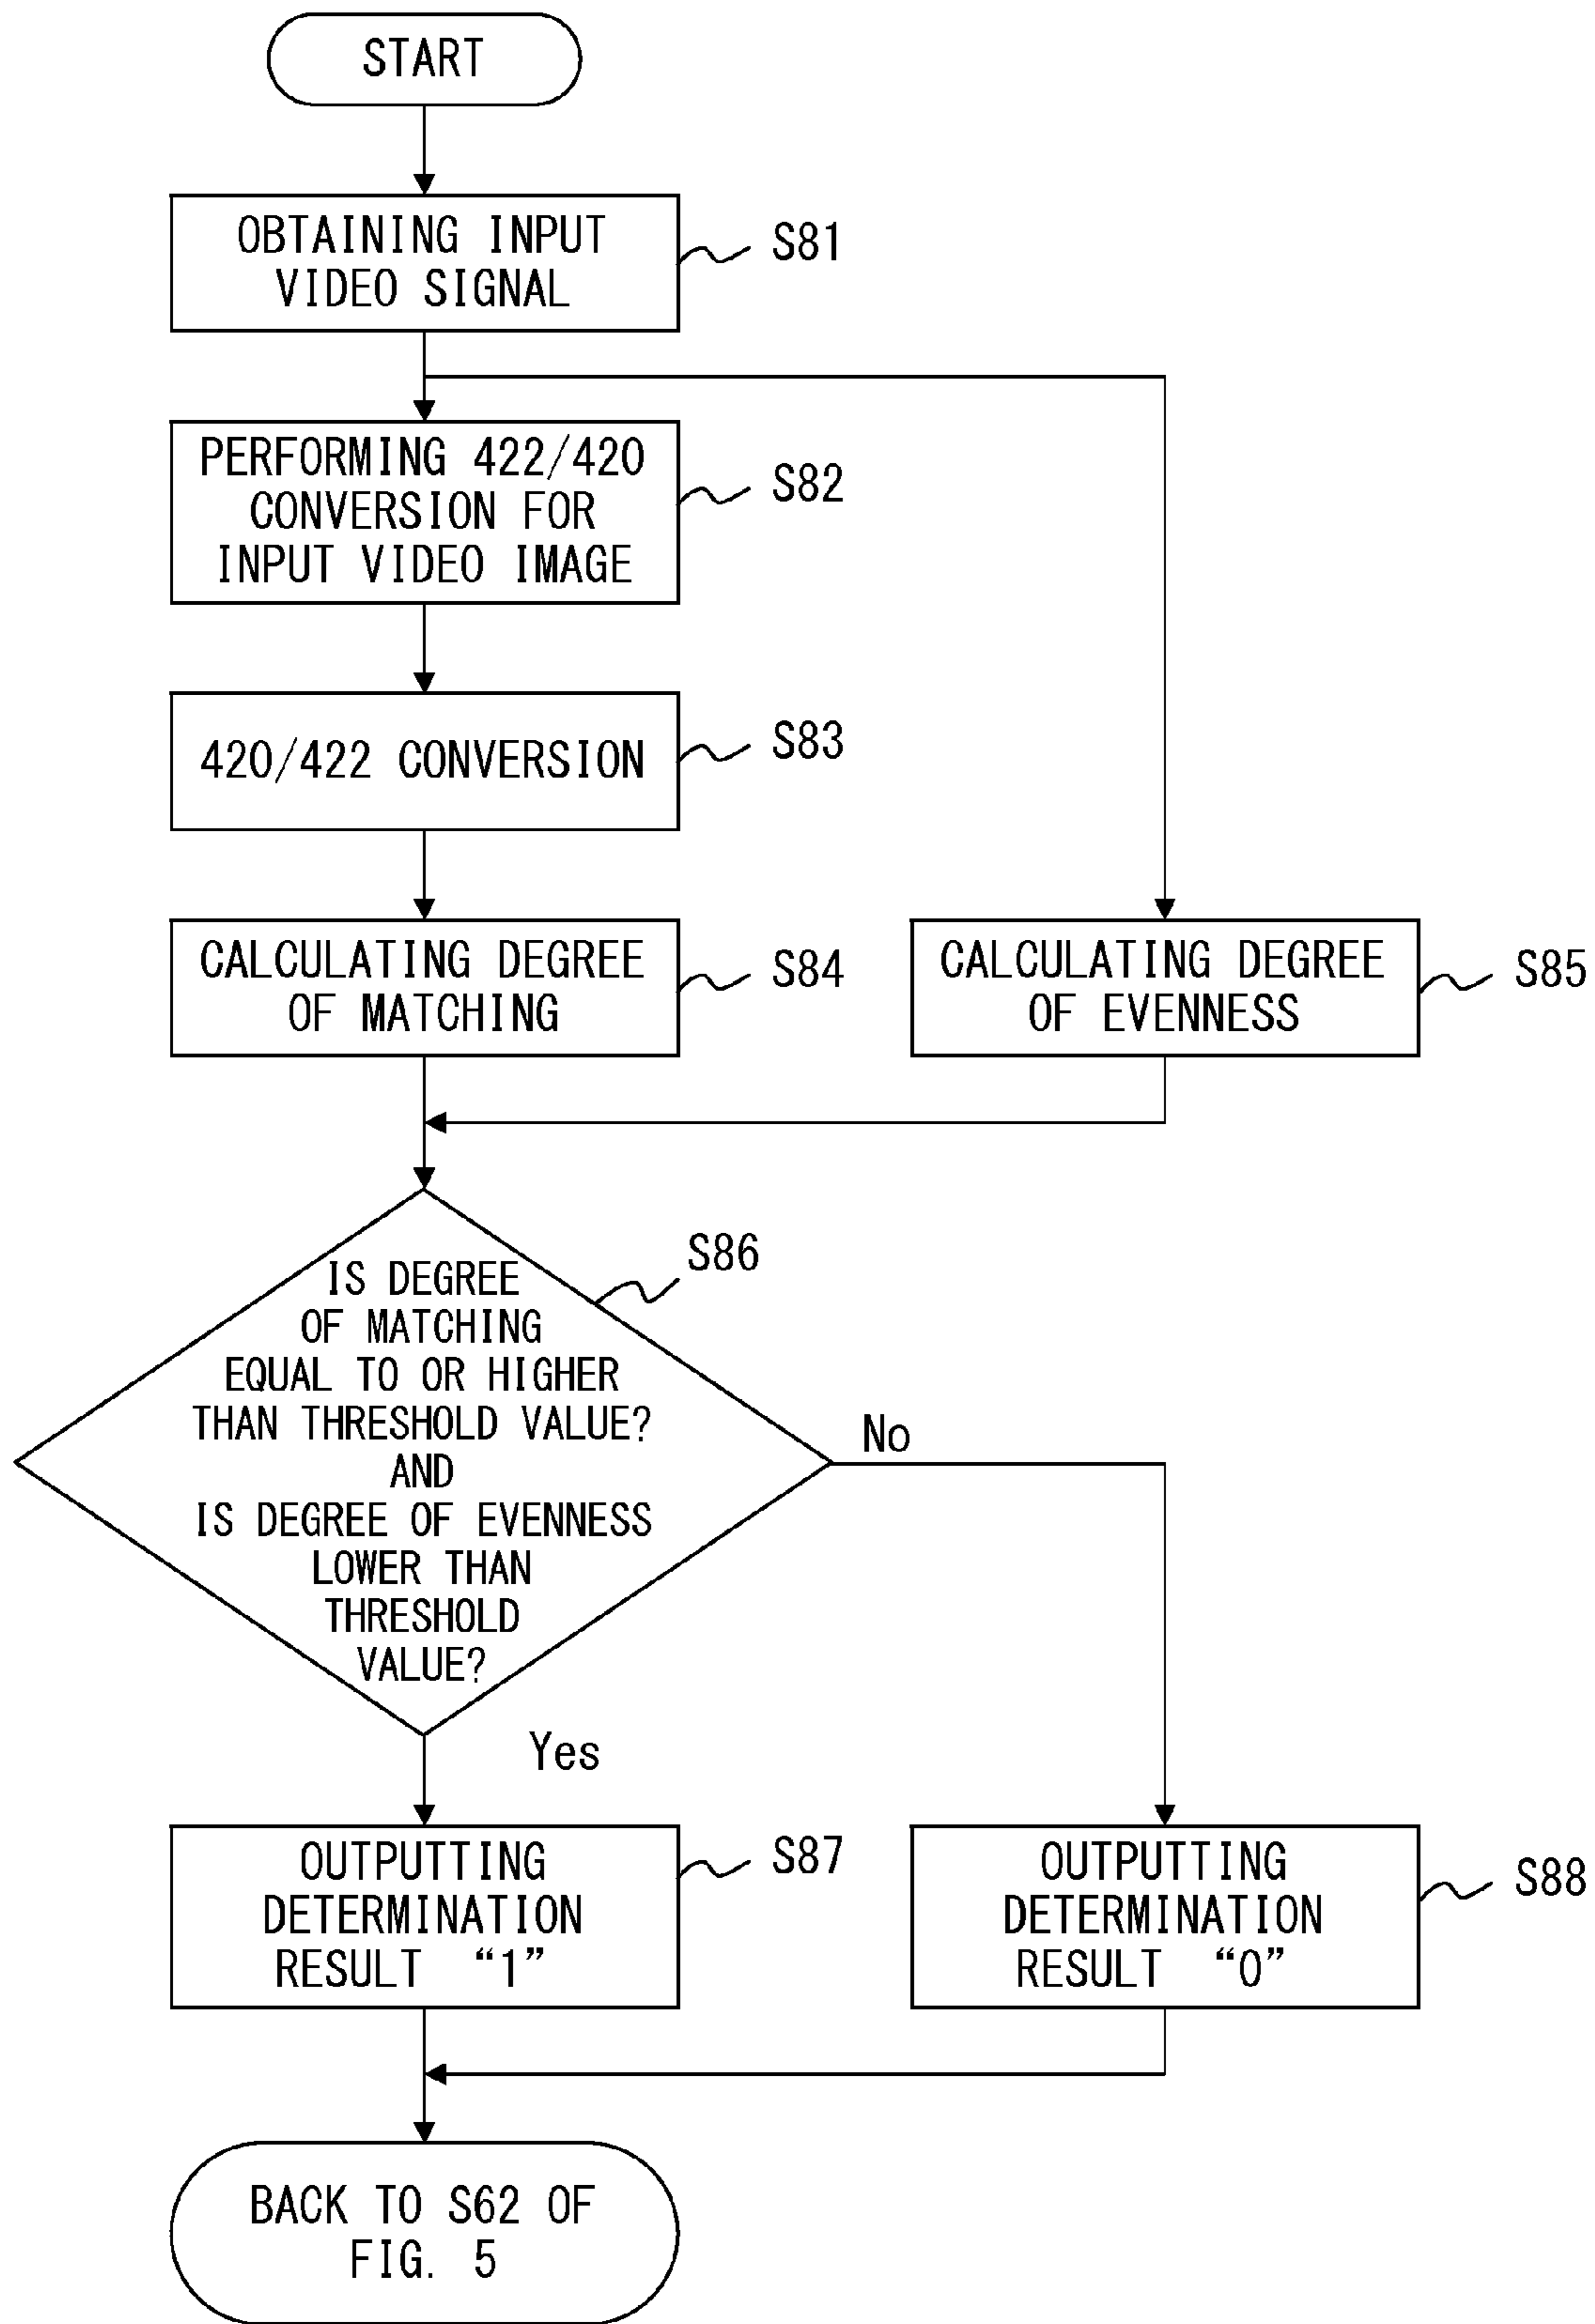 START
OBTAINING INPUT
VIDEO SIGNAL
S81
PERFORMING 422/420
CONVERSION FOR
INPUT VIDEO IMAGE
S82
420/422 CONVERSION
S83
CALCULATING DEGREE
OF MATCHING
S84
CALCULATING DEGREE
OF EVENNESS
S85
IS DEGREE
OF MATCHING
EQUAL TO OR HIGHER
THAN THRESHOLD VALUE?
AND
IS DEGREE OF EVENNESS
LOWER THAN
THRESHOLD
VALUE?
S86
No
Yes
OUTPUTTING
DETERMINATION
RESULT “1”
S87
OUTPUTTING
DETERMINATION
RESULT “0”
S88
BACK TO S62 OF
FIG. 5